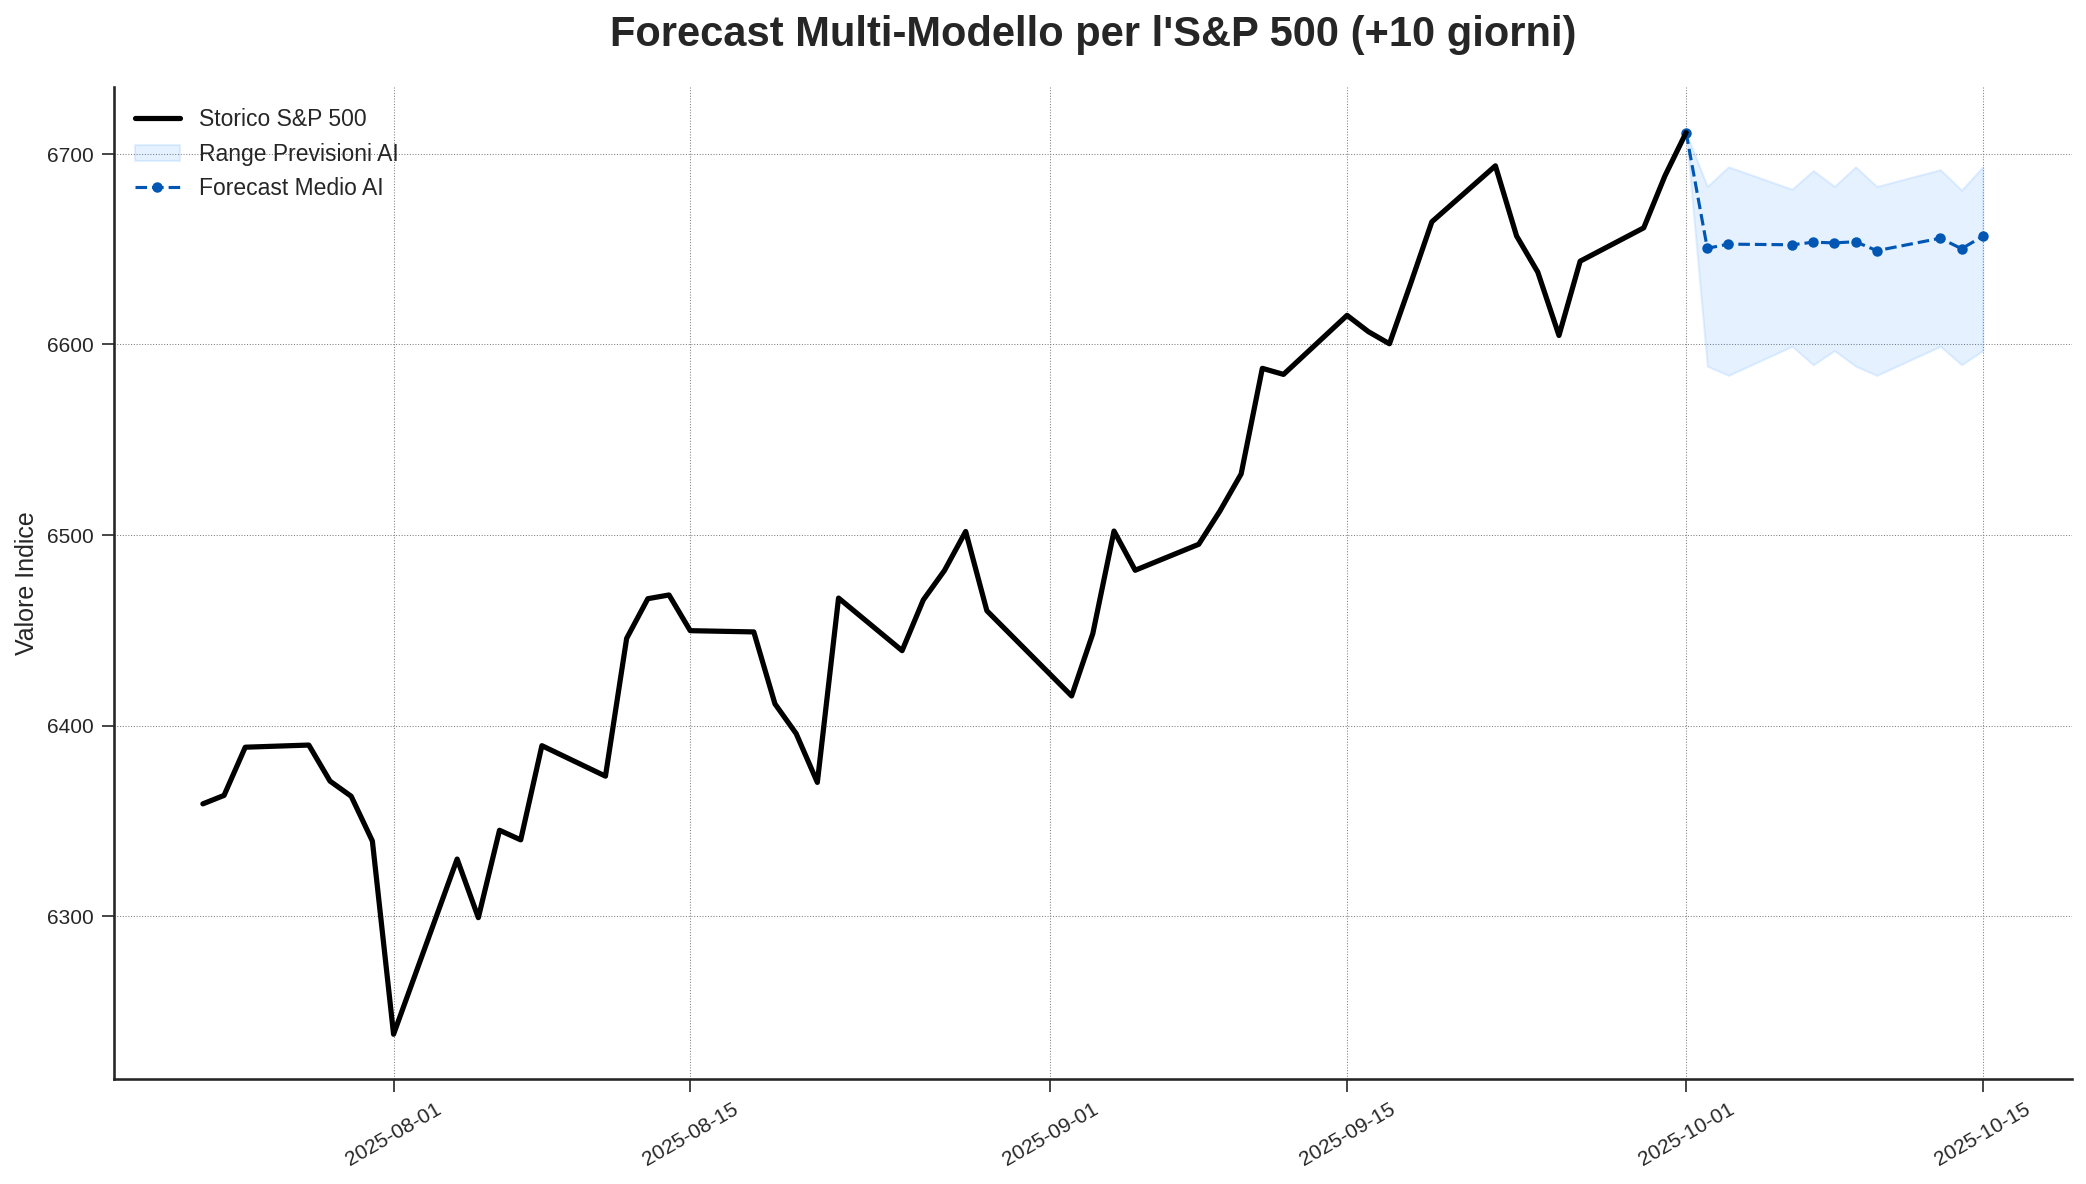 Forecast Multi-Modello per l'S&P 500 (+10 giorni)
Storico S&P 500
Range Previsioni AI
Forecast Medio AI
6700
6600
6500
6400
6300
Valore Indice
2025-08-01
2025-08-15
2025-09-01
2025-09-15
2025-10-01
2025-10-15